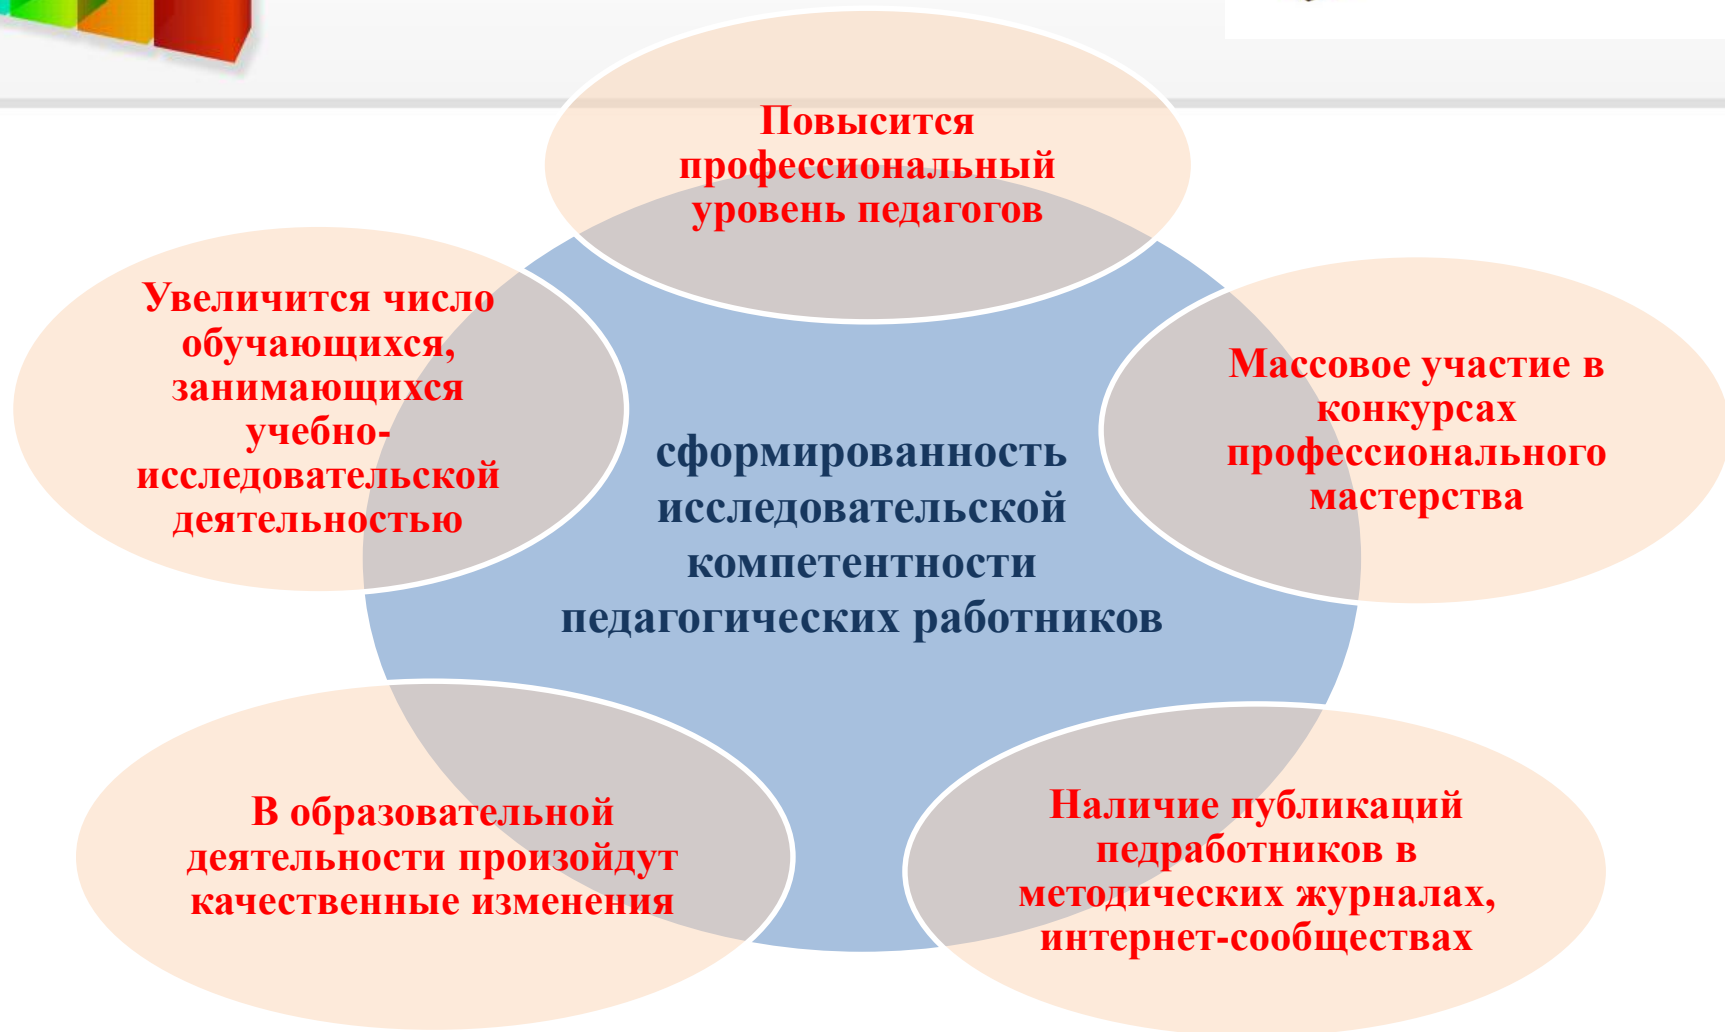 Повысится
профессиональный
уровень педагогов
Увеличится число
обучающихся,
занимающихся
учебно-
исследовательской
деятельностью
Массовое участие в
конкурсах
профессионального
мастерства
сформированность
исследовательской
компетентности
педагогических работников
В образовательной
деятельности произойдут
качественные изменения
Наличие публикаций
педработников в
методических журналах,
интернет-сообществах